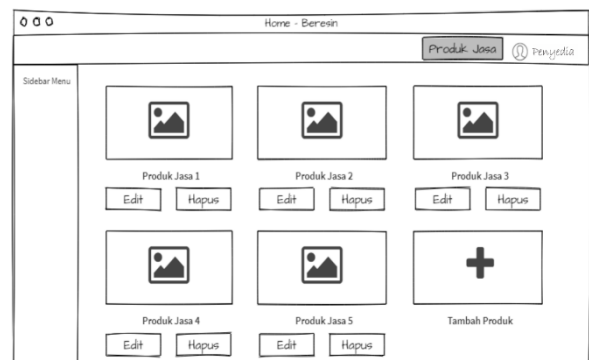 Home - Beresin
Produk Jasa Penyedia
Sidebar Menu
Produk Jasa 1 Produk Jasa 2 Produk Jasa 3
Edit Hapus Edit Hapus Edit Hapus
Produk Jasa 4 Produk Jasa 5 Tambah Produk
Edit Hapus Edit Hapus